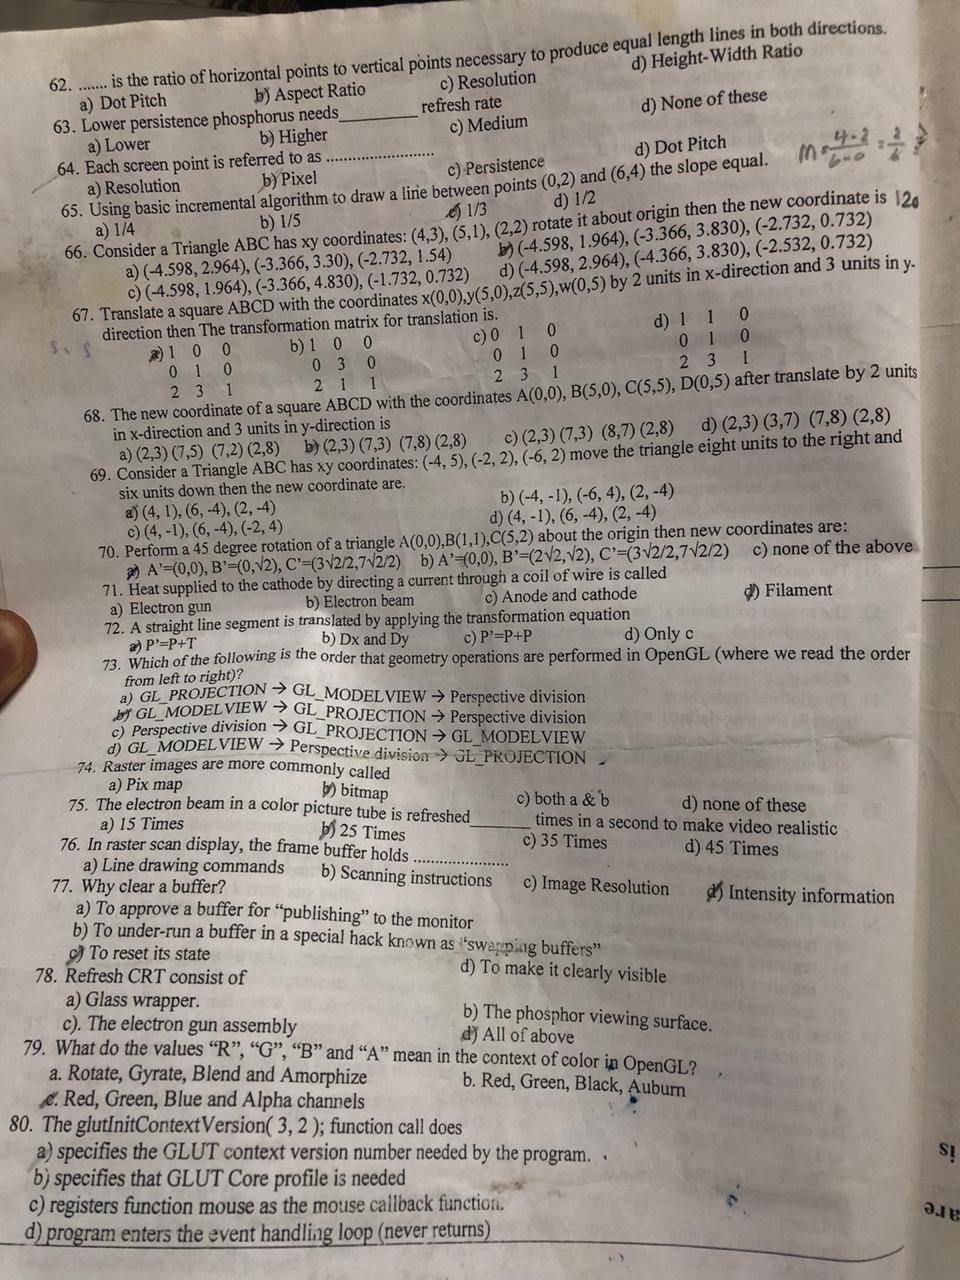 62. ....... is the ratio of horizontal points to vertical points necessary to produce equal length lines in both directions.
a) Dot Pitch b) Aspect Ratio c) Resolution d) Height-Width Ratio
63. Lower persistence phosphorus needs_________ refresh rate
a) Lower b) Higher c) Medium d) None of these
64. Each screen point is referred to as ............................
a) Resolution b) Pixel c) Persistence d) Dot Pitch
65. Using basic incremental algorithm to draw a line between points (0,2) and (6,4) the slope equal.
a) 1/4 b) 1/5 c) 1/3 d) 1/2
m = 4-2 / 6-0 = 2 / 6
66. Consider a Triangle ABC has xy coordinates: (4,3), (5,1), (2,2) rotate it about origin then the new coordinate is 120
a) (-4.598, 2.964), (-3.366, 3.30), (-2.732, 1.54) b) (-4.598, 1.964), (-3.366, 3.830), (-2.732, 0.732)
c) (-4.598, 1.964), (-3.366, 4.830), (-1.732, 0.732) d) (-4.598, 2.964), (-4.366, 3.830), (-2.532, 0.732)
67. Translate a square ABCD with the coordinates x(0,0),y(5,0),z(5,5),w(0,5) by 2 units in x-direction and 3 units in y-
direction then The transformation matrix for translation is.
a) 1 0 0 b) 1 0 0 c) 0 1 0 d) 1 1 0
0 1 0 0 3 0 0 1 0 0 1 0
2 3 1 2 1 1 2 3 1 2 3 1
68. The new coordinate of a square ABCD with the coordinates A(0,0), B(5,0), C(5,5), D(0,5) after translate by 2 units
in x-direction and 3 units in y-direction is
a) (2,3) (7,5) (7,2) (2,8) b) (2,3) (7,3) (7,8) (2,8) c) (2,3) (7,3) (8,7) (2,8) d) (2,3) (3,7) (7,8) (2,8)
69. Consider a Triangle ABC has xy coordinates: (-4, 5), (-2, 2), (-6, 2) move the triangle eight units to the right and
six units down then the new coordinate are.
a) (4, 1), (6, -4), (2, -4) b) (-4, -1), (-6, 4), (2, -4)
c) (4, -1), (6, -4), (-2, 4) d) (4, -1), (6, -4), (2, -4)
70. Perform a 45 degree rotation of a triangle A(0,0),B(1,1),C(5,2) about the origin then new coordinates are:
a) A’=(0,0), B’=(0,√2), C’=(3√2/2,7√2/2) b) A’=(0,0), B’=(2√2,√2), C’=(3√2/2,7√2/2) c) none of the above
71. Heat supplied to the cathode by directing a current through a coil of wire is called
a) Electron gun b) Electron beam c) Anode and cathode d) Filament
72. A straight line segment is translated by applying the transformation equation
a) P’=P+T b) Dx and Dy c) P’=P+P d) Only c
73. Which of the following is the order that geometry operations are performed in OpenGL (where we read the order
from left to right)?
a) GL_PROJECTION → GL_MODELVIEW → Perspective division
b) GL_MODELVIEW → GL_PROJECTION → Perspective division
c) Perspective division → GL_PROJECTION → GL_MODELVIEW
d) GL_MODELVIEW → Perspective division → GL_PROJECTION
74. Raster images are more commonly called
a) Pix map b) bitmap c) both a & b d) none of these
75. The electron beam in a color picture tube is refreshed_________ times in a second to make video realistic
a) 15 Times b) 25 Times c) 35 Times d) 45 Times
76. In raster scan display, the frame buffer holds ........................
a) Line drawing commands b) Scanning instructions c) Image Resolution d) Intensity information
77. Why clear a buffer?
a) To approve a buffer for “publishing” to the monitor
b) To under-run a buffer in a special hack known as “swapping buffers”
c) To reset its state d) To make it clearly visible
78. Refresh CRT consist of
a) Glass wrapper. b) The phosphor viewing surface.
c). The electron gun assembly d) All of above
79. What do the values “R”, “G”, “B” and “A” mean in the context of color in OpenGL?
a. Rotate, Gyrate, Blend and Amorphize b. Red, Green, Black, Auburn
c. Red, Green, Blue and Alpha channels
80. The glutInitContextVersion( 3, 2 ); function call does
a) specifies the GLUT context version number needed by the program.
b) specifies that GLUT Core profile is needed
c) registers function mouse as the mouse callback function.
d) program enters the event handling loop (never returns)
is
are